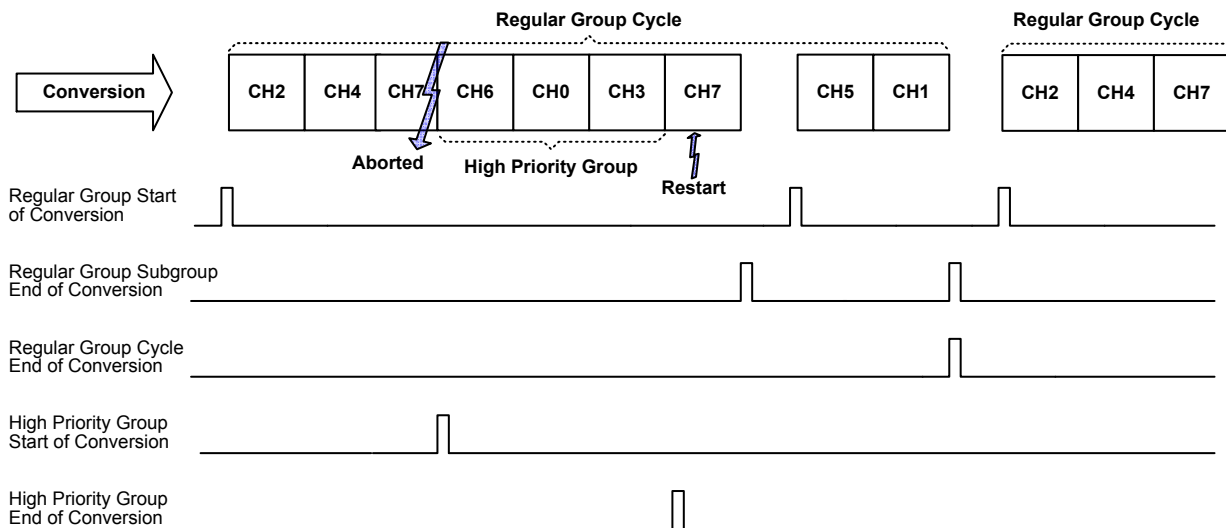 Regular Group Cycle
Regular Group Cycle
Conversion
CH2
CH4
CH7
CH6
CH0
CH3
CH7
CH5
CH1
CH2
CH4
CH7
Aborted
High Priority Group
Restart
Regular Group Start
of Conversion
Regular Group Subgroup
End of Conversion
Regular Group Cycle
End of Conversion
High Priority Group
Start of Conversion
High Priority Group
End of Conversion